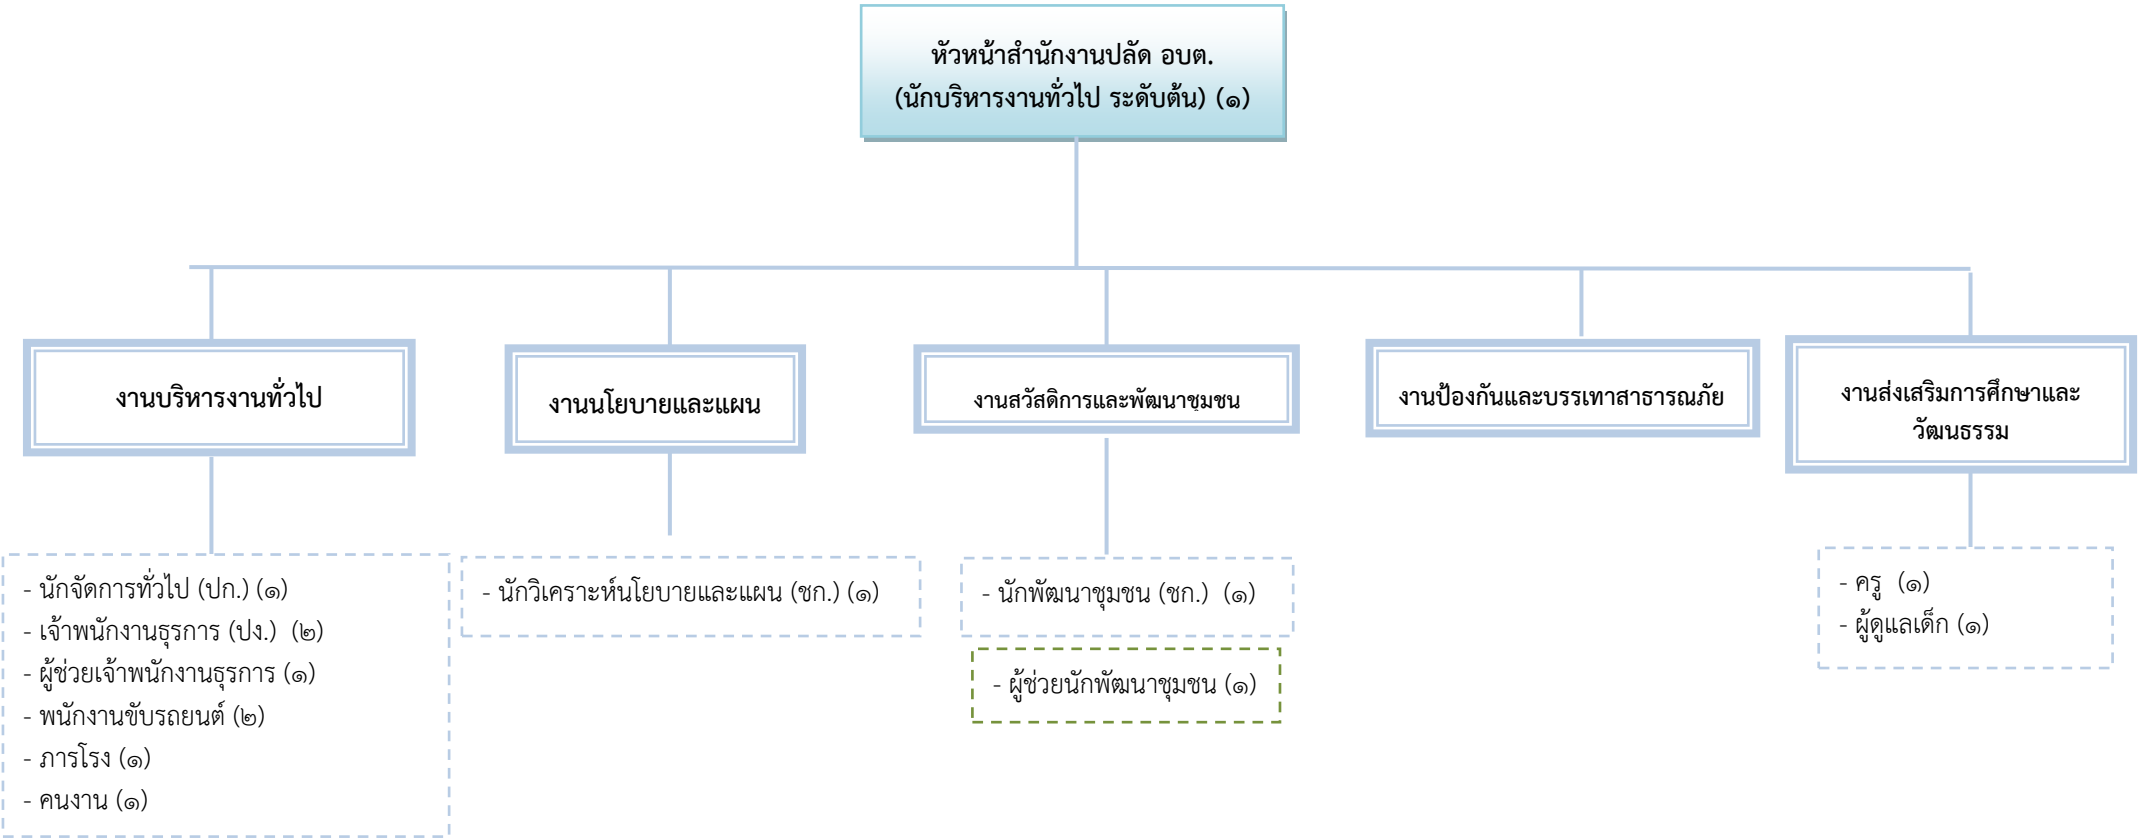 หัวหน้าสำนักงานปลัด อบต.
(นักบริหารงานทั่วไป ระดับต้น) (๑)
งานบริหารงานทั่วไป
งานนโยบายและแผน
งานสวัสดิการและพัฒนาชุมชน
งานป้องกันและบรรเทาสาธารณภัย
งานส่งเสริมการศึกษาและ
วัฒนธรรม
- นักจัดการทั่วไป (ปก.) (๑)
- เจ้าพนักงานธุรการ (ปง.) (๒)
- ผู้ช่วยเจ้าพนักงานธุรการ (๑)
- พนักงานขับรถยนต์ (๒)
- ภารโรง (๑)
- คนงาน (๑)
- นักวิเคราะห์นโยบายและแผน (ชก.) (๑)
- นักพัฒนาชุมชน (ชก.) (๑)
- ผู้ช่วยนักพัฒนาชุมชน (๑)
- ครู (๑)
- ผู้ดูแลเด็ก (๑)